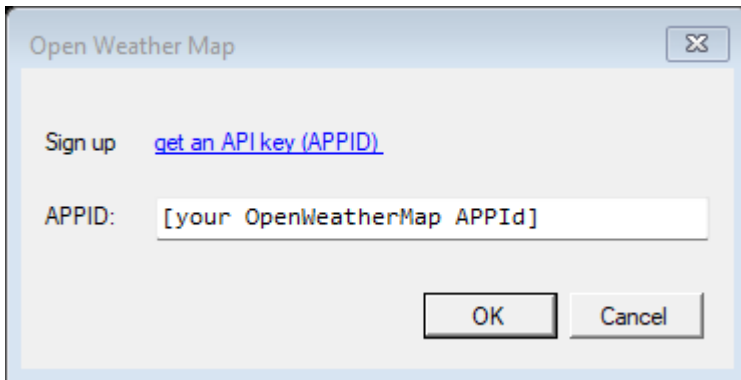 Open Weather Map
Sign up get an API key (APPID)
APPID: [your OpenWeatherMap APPId]
OK Cancel